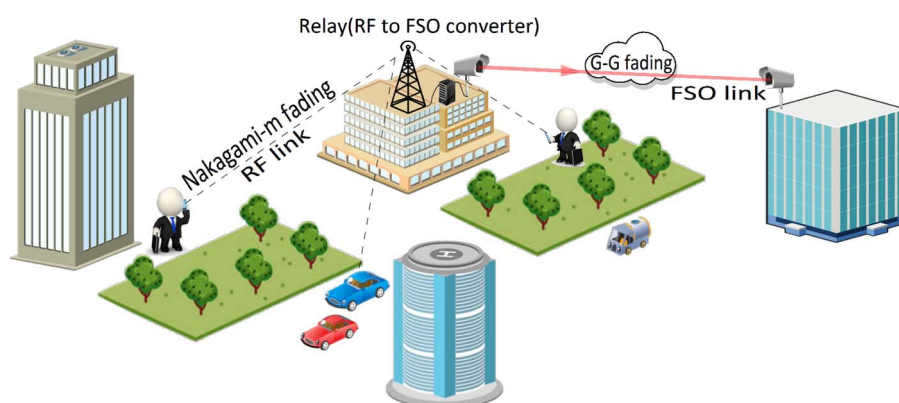 Relay(RF to FSO converter)
G-G fading
FSO link
Nakagami-m fading
RF link
H